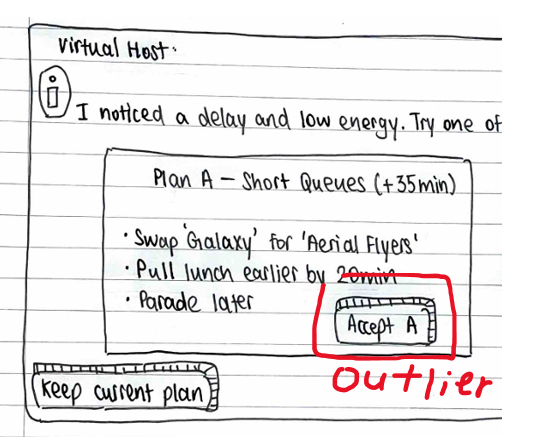 Virtual Host.
i
I noticed a delay and low energy. Try one of
Plan A – Short Queues (+35min)
• Swap 'Galaxy' for 'Aerial Flyers'
• Pull lunch earlier by 20min
• Parade later
Accept A
outlier
Keep current plan